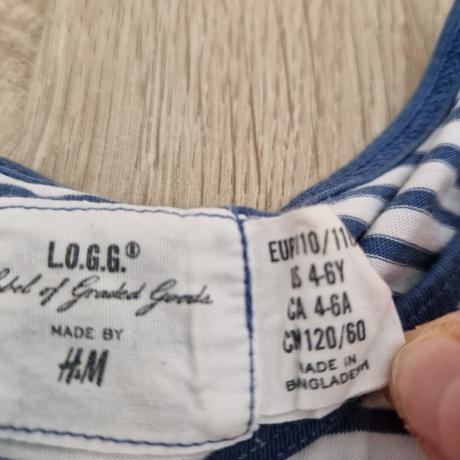 L.O.G.G.®
Label of Graded Goods
MADE BY
H&M
EUR 110/116
US 4-6Y
CA 4-6A
CN 120/60
MADE IN
BANGLADESH